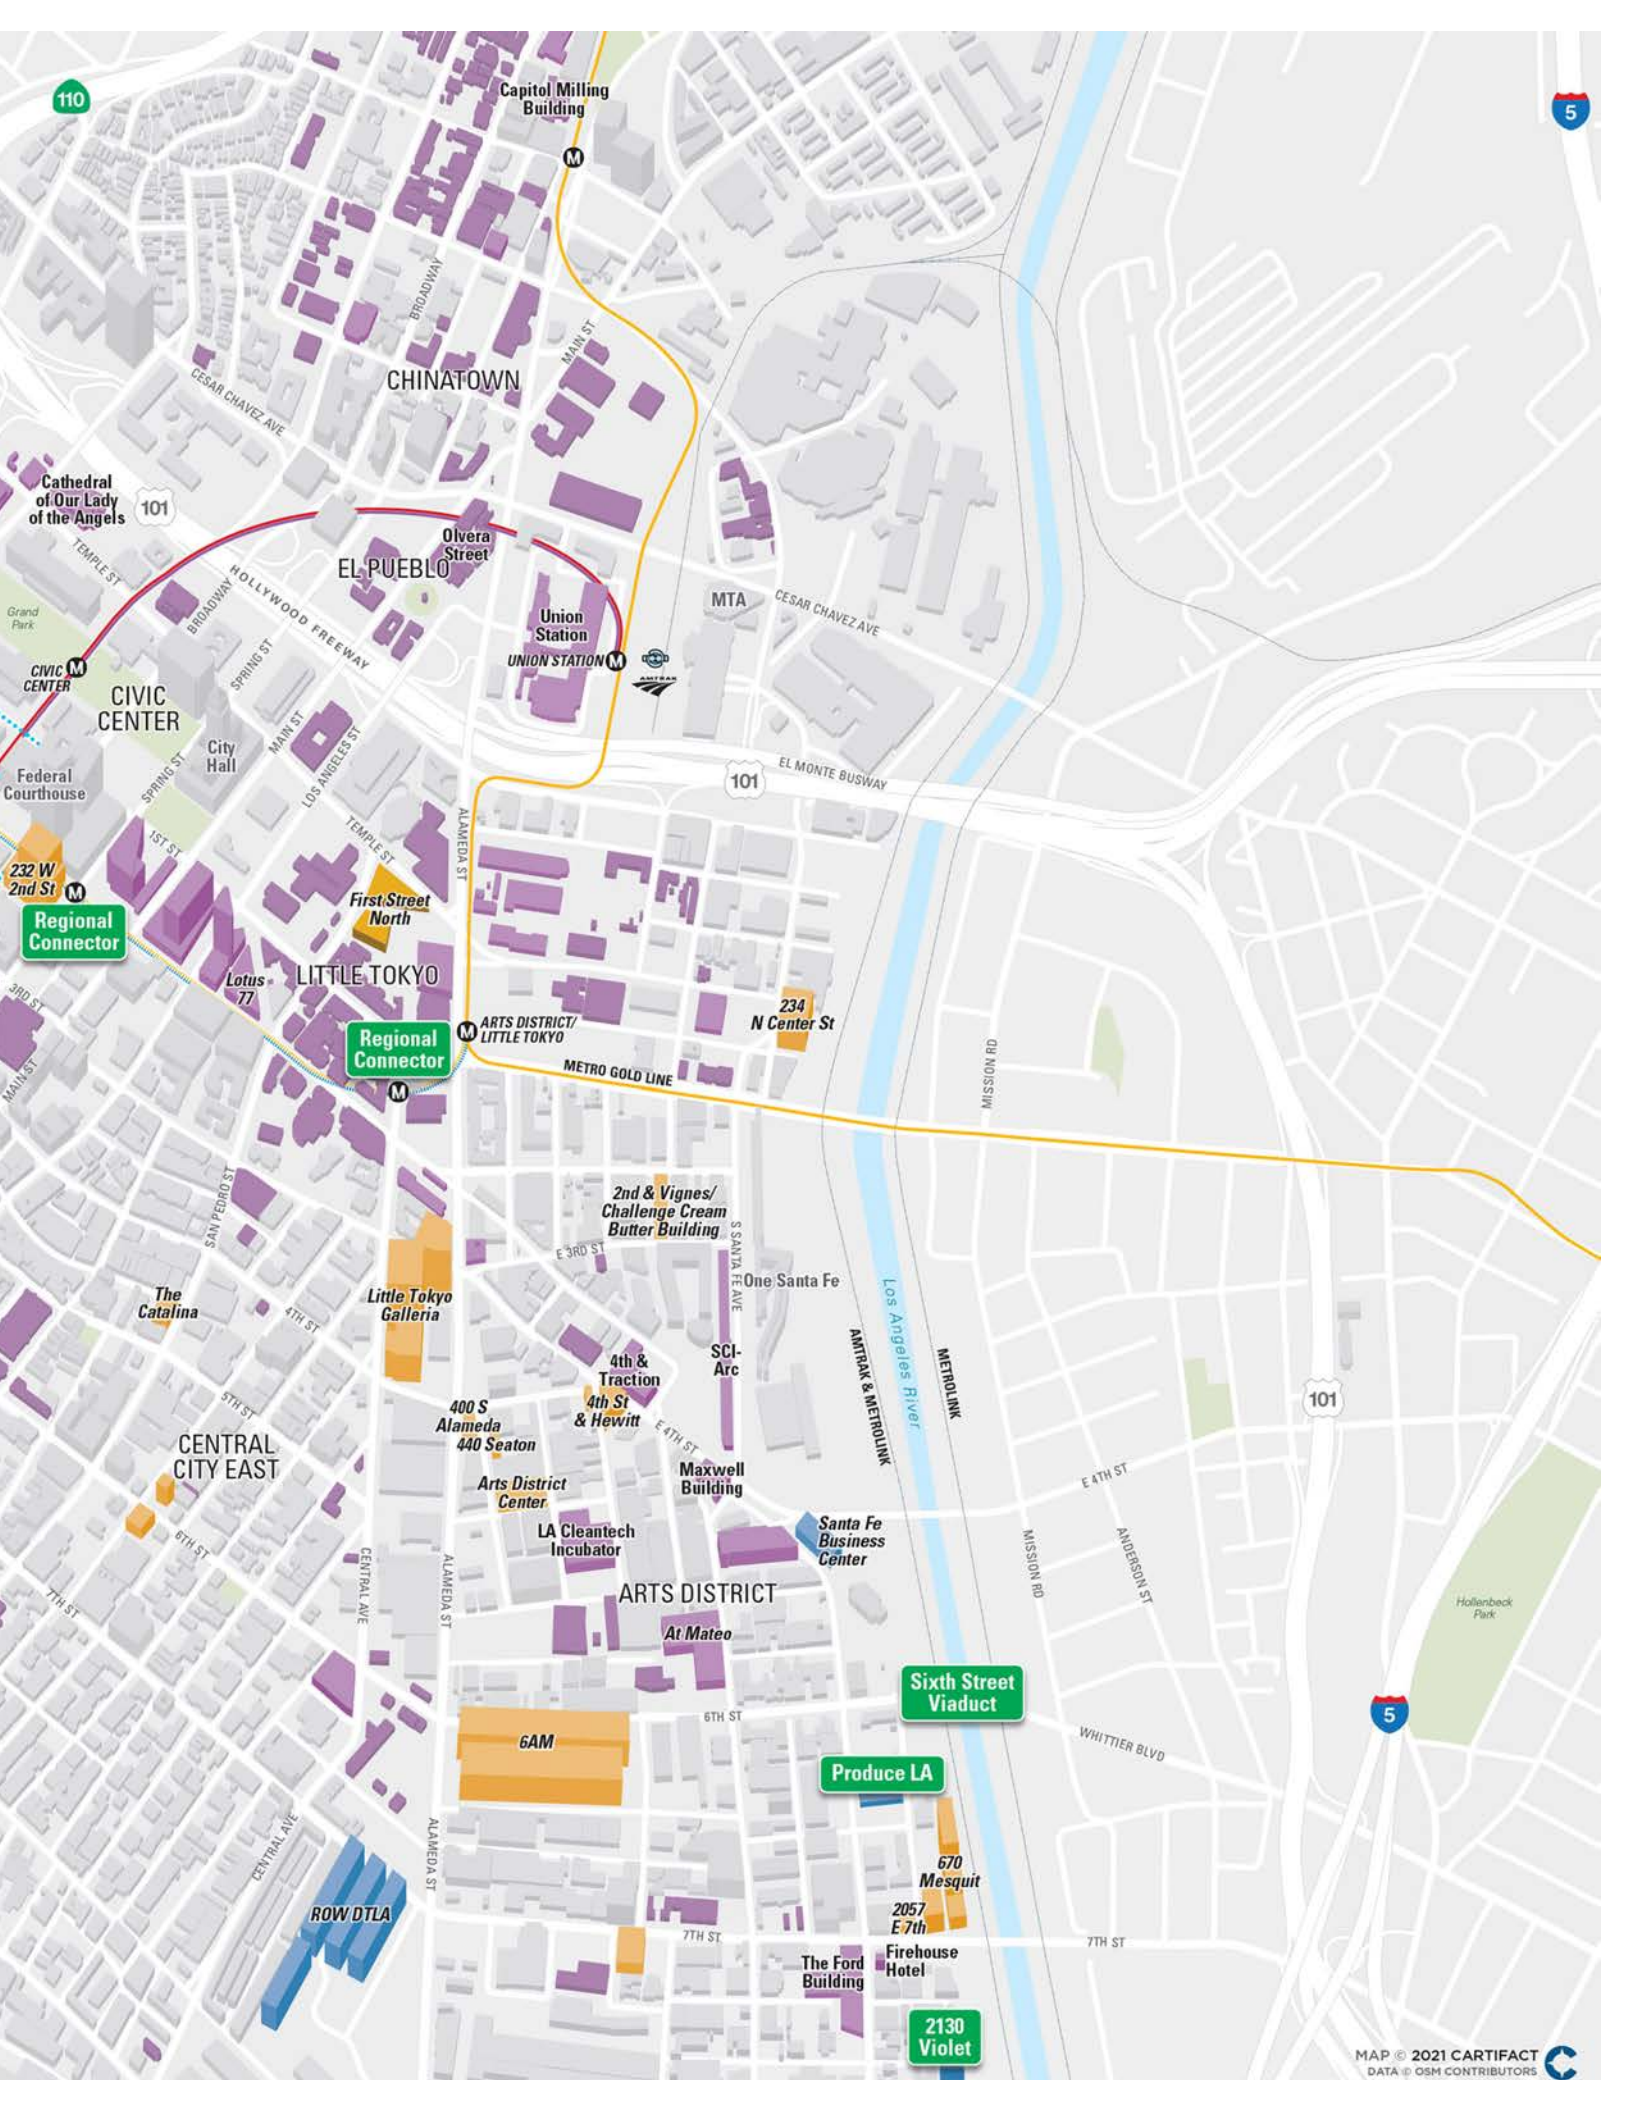 110
5
Capitol Milling
Building
M
BROADWAY
MAIN ST
CHINATOWN
CESAR CHAVEZ AVE
Cathedral
of Our Lady
of the Angels
101
TEMPLE ST
Olvera
Street
EL PUEBLO
HOLLYWOOD FREEWAY
BROADWAY
Grand
Park
Union
Station
UNION STATION
M
AMTRAK
MTA
CESAR CHAVEZ AVE
CIVIC
CENTER
M
SPRING ST
CIVIC
CENTER
MAIN ST
City
Hall
LOS ANGELES ST
SPRING ST
Federal
Courthouse
101
EL MONTE BUSWAY
ALAMEDA ST
TEMPLE ST
1ST ST
232 W
2nd St
M
Regional
Connector
First Street
North
Lotus
77
LITTLE TOKYO
3RD ST
MAIN ST
Regional
Connector
M
M
ARTS DISTRICT/
LITTLE TOKYO
234
N Center St
METRO GOLD LINE
MISSION RD
SAN PEDRO ST
2nd & Vignes/
Challenge Cream
Butter Building
E 3RD ST
S SANTA FE AVE
One Santa Fe
Los Angeles River
The
Catalina
4TH ST
Little Tokyo
Galleria
AMTRAK & METROLINK
METROLINK
SCI-
Arc
4th &
Traction
4th St
& Hewitt
400 S
Alameda
440 Seaton
E 4TH ST
5TH ST
101
CENTRAL
CITY EAST
Arts District
Center
Maxwell
Building
E 4TH ST
LA Cleantech
Incubator
Santa Fe
Business
Center
6TH ST
7TH ST
CENTRAL AVE
ALAMEDA ST
MISSION RD
ANDERSON ST
ARTS DISTRICT
At Mateo
Hollenbeck
Park
Sixth Street
Viaduct
6TH ST
5
WHITTIER BLVD
6AM
Produce LA
CENTRAL AVE
ALAMEDA ST
670
Mesquit
2057
E 7th
ROW DTLA
7TH ST
7TH ST
The Ford
Building
Firehouse
Hotel
2130
Violet
MAP © 2021 CARTIFACT
DATA © OSM CONTRIBUTORS